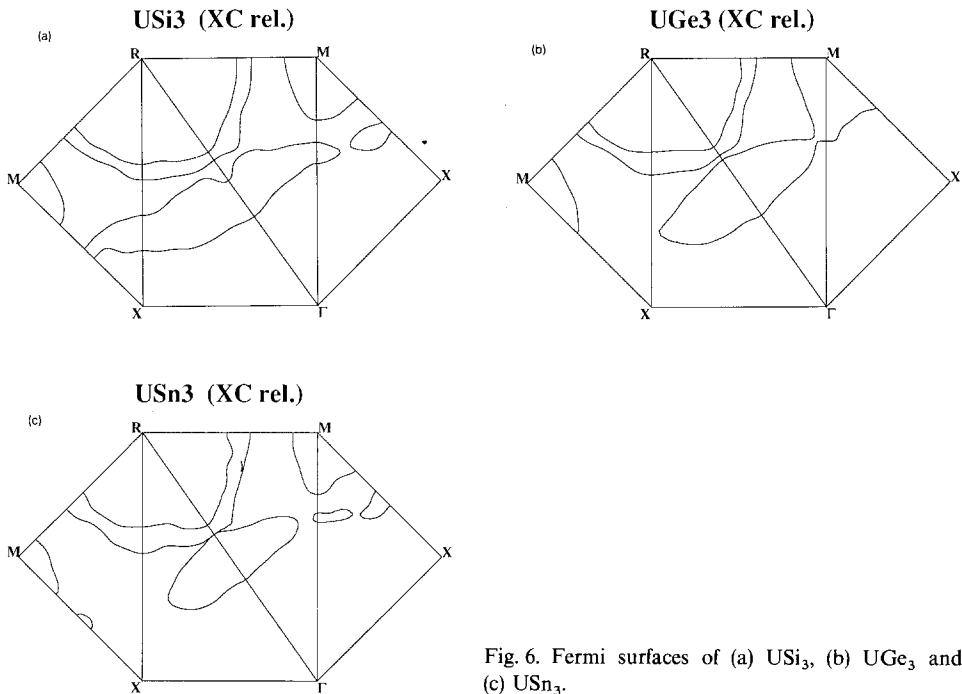 USi3 (XC rel.)
(a)
R
M
M
X
X
Γ
UGe3 (XC rel.)
(b)
R
M
M
X
X
Γ
USn3 (XC rel.)
(c)
R
M
M
X
X
Γ
Fig. 6. Fermi surfaces of (a) USi₃, (b) UGe₃ and
(c) USn₃.